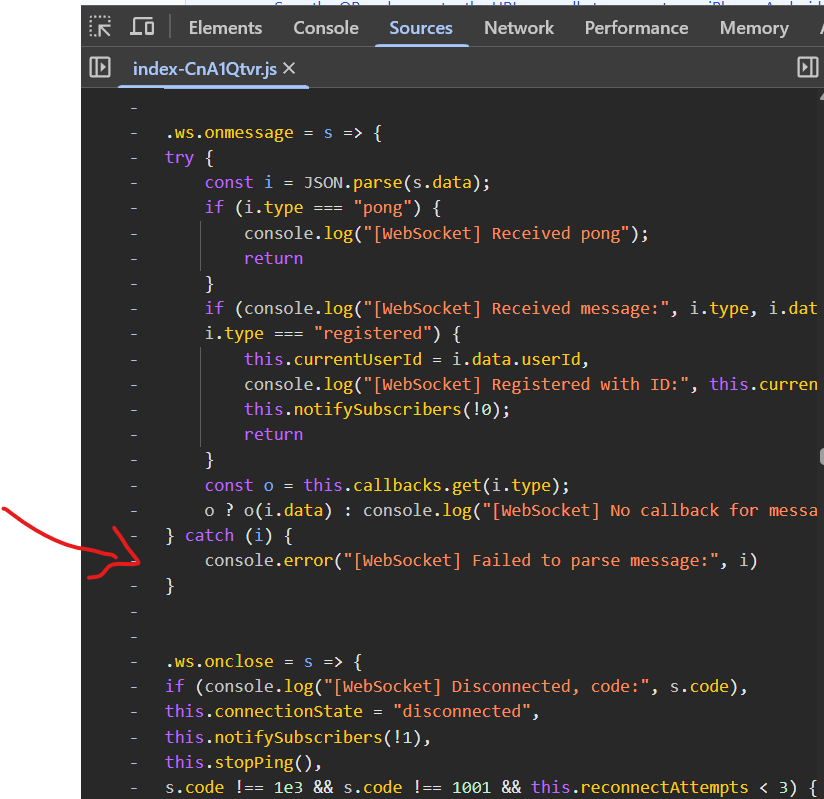 Elements Console Sources Network Performance Memory
index-CnA1Qtvr.js
-
- .ws.onmessage = s => {
- try {
- const i = JSON.parse(s.data);
- if (i.type === "pong") {
- console.log("[WebSocket] Received pong");
- return
- }
- if (console.log("[WebSocket] Received message:", i.type, i.dat
- i.type === "registered") {
- this.currentUserId = i.data.userId,
- console.log("[WebSocket] Registered with ID:", this.curren
- this.notifySubscribers(!0);
- return
- }
- const o = this.callbacks.get(i.type);
- o ? o(i.data) : console.log("[WebSocket] No callback for messa
- } catch (i) {
- console.error("[WebSocket] Failed to parse message:", i)
- }
-
-
- .ws.onclose = s => {
- if (console.log("[WebSocket] Disconnected, code:", s.code),
- this.connectionState = "disconnected",
- this.notifySubscribers(!1),
- this.stopPing(),
- s.code !== 1e3 && s.code !== 1001 && this.reconnectAttempts < 3) {